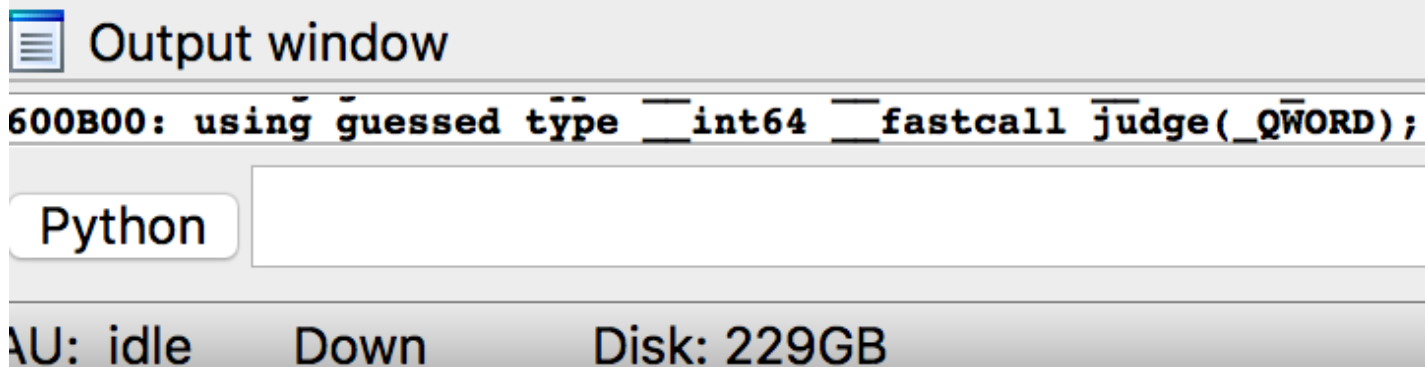 Output window
600B00: using guessed type __int64 __fastcall judge(_QWORD);
Python
AU: idle Down Disk: 229GB